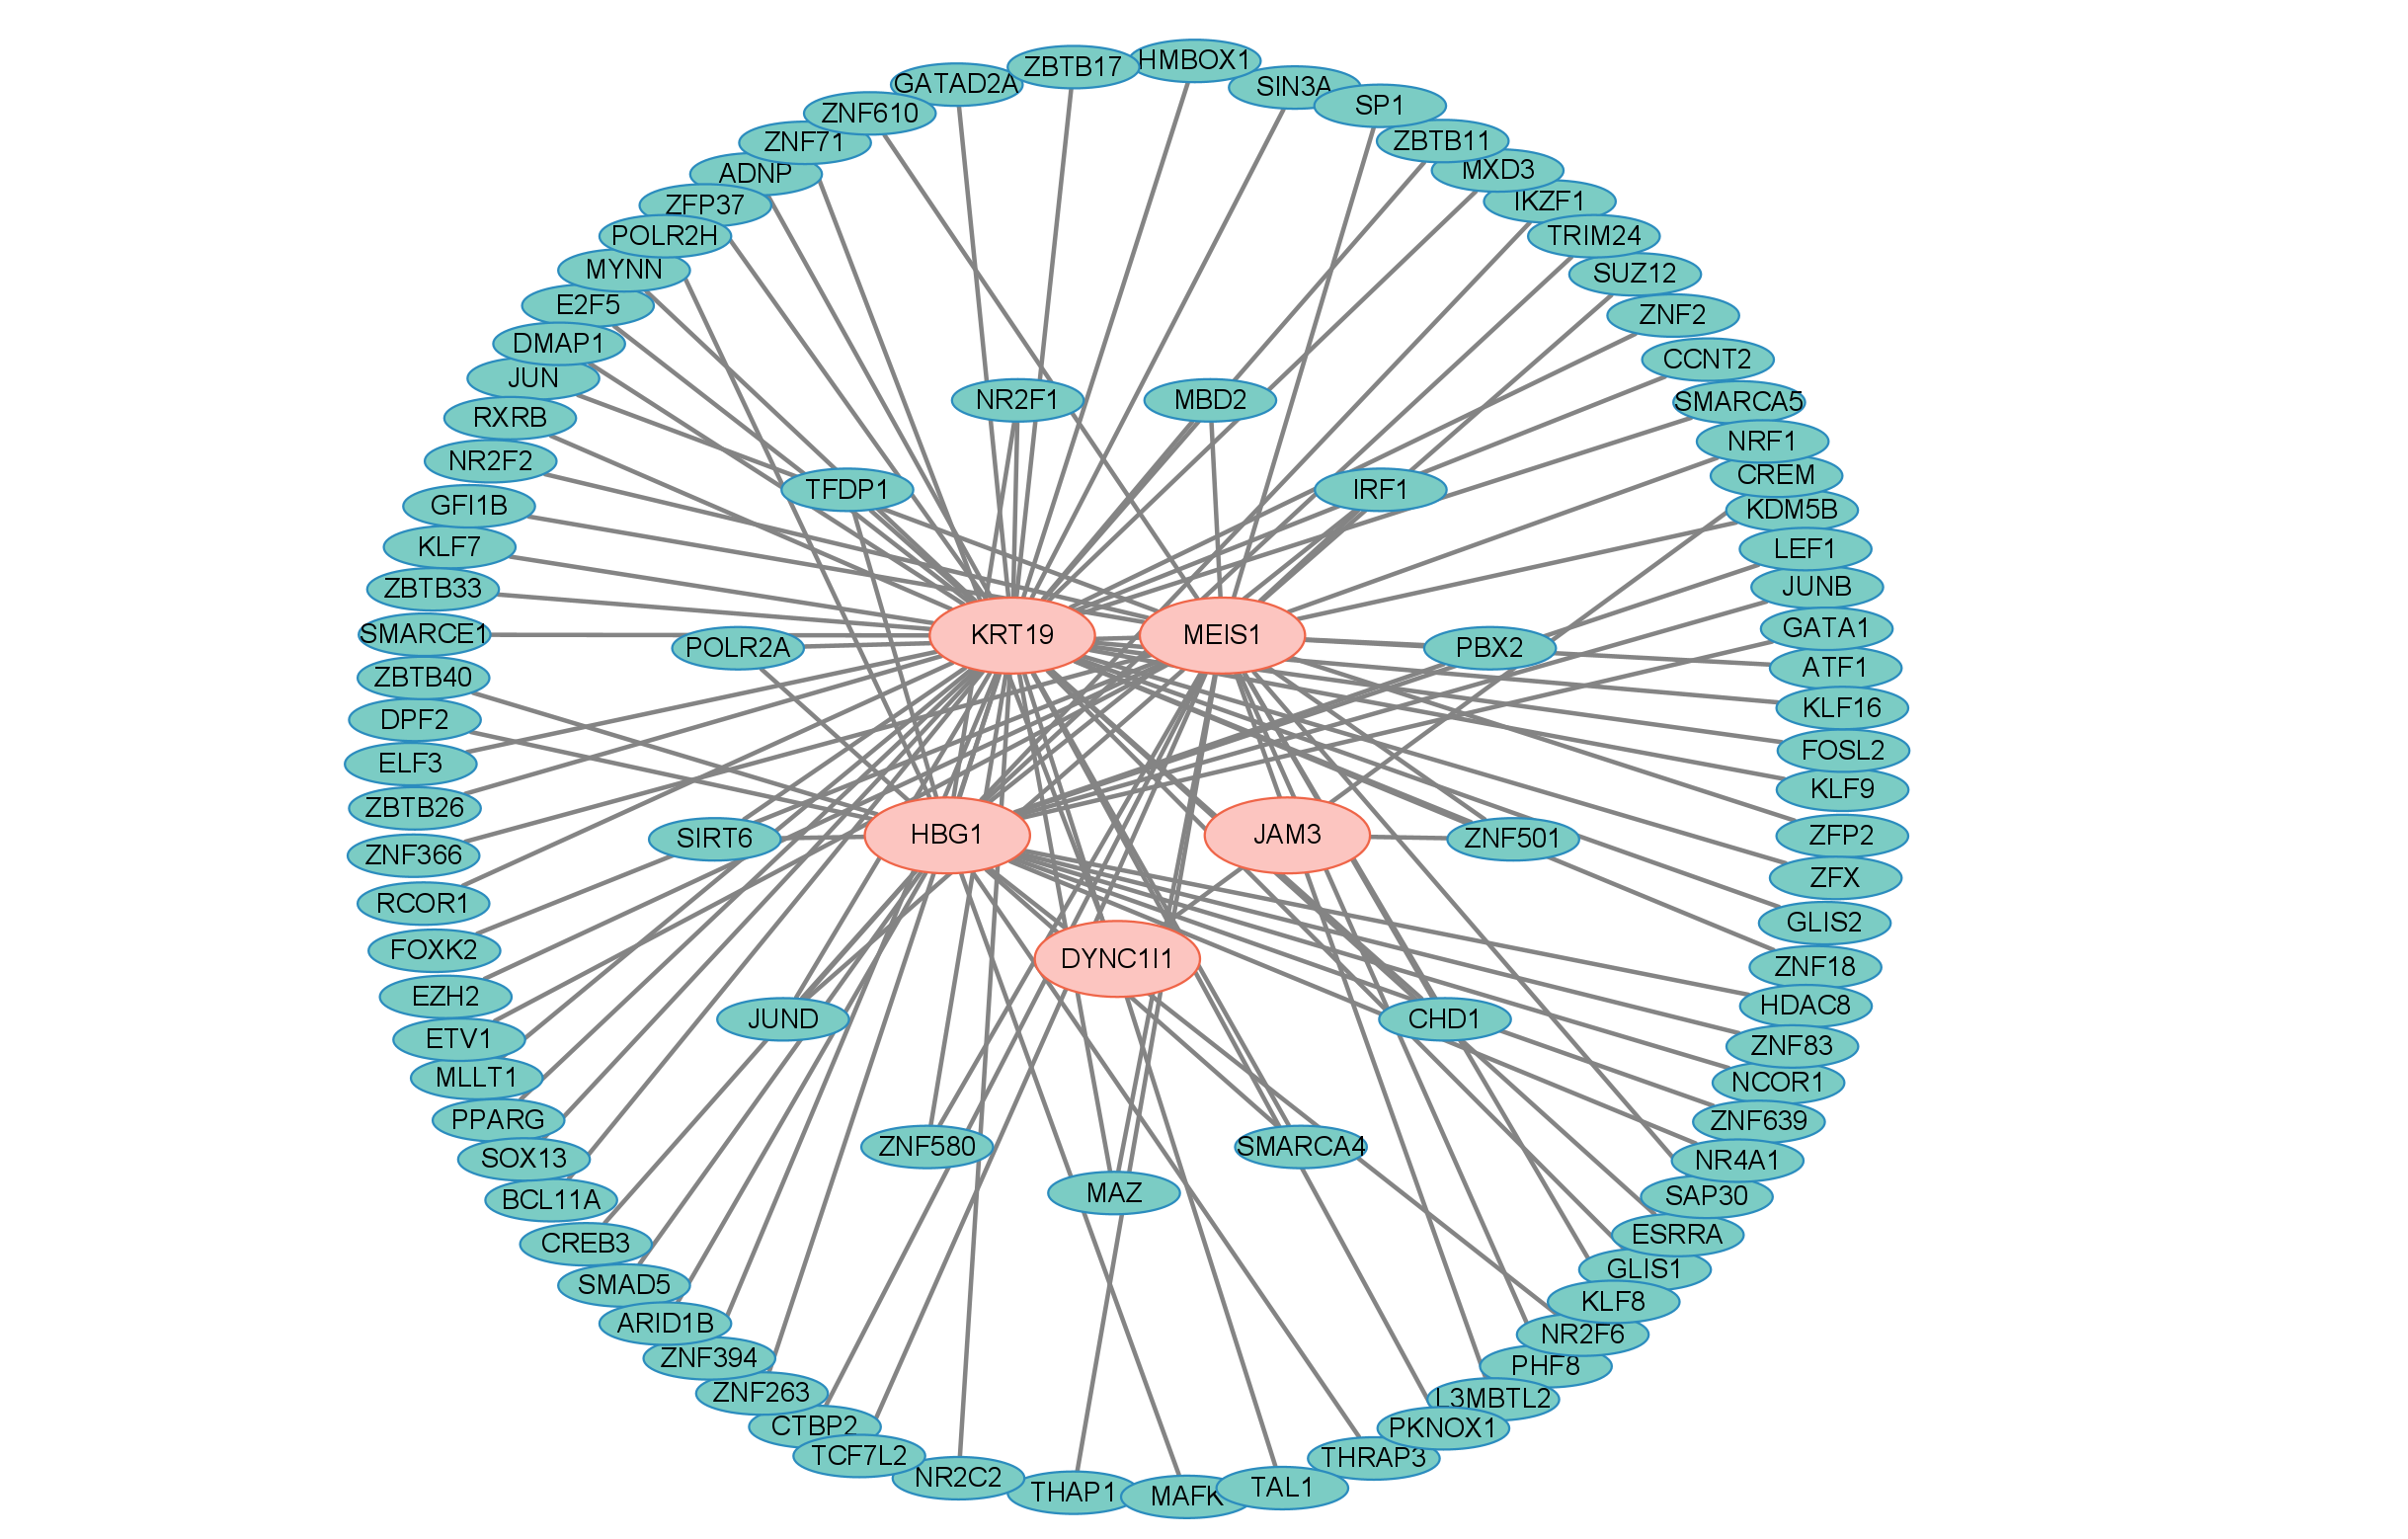 HMBOX1
ZBTB17
GATAD2A
SIN3A
SP1
ZNF610
ZNF71
ZBTB11
MXD3
ADNP
IKZF1
ZFP37
POLR2H
TRIM24
MYNN
SUZ12
E2F5
ZNF2
DMAP1
CCNT2
JUN
NR2F1
MBD2
SMARCA5
RXRB
NRF1
NR2F2
CREM
TFDP1
IRF1
GFI1B
KDM5B
KLF7
LEF1
ZBTB33
JUNB
SMARCE1
KRT19
MEIS1
GATA1
POLR2A
PBX2
ATF1
ZBTB40
KLF16
DPF2
FOSL2
ELF3
KLF9
ZBTB26
HBG1
JAM3
ZFP2
SIRT6
ZNF501
ZNF366
ZFX
RCOR1
GLIS2
FOXK2
DYNC1I1
ZNF18
EZH2
HDAC8
JUND
CHD1
ETV1
ZNF83
MLLT1
NCOR1
PPARG
ZNF639
ZNF580
SMARCA4
SOX13
NR4A1
MAZ
BCL11A
SAP30
CREB3
ESRRA
SMAD5
GLIS1
KLF8
ARID1B
NR2F6
ZNF394
PHF8
ZNF263
L3MBTL2
CTBP2
PKNOX1
TCF7L2
THRAP3
NR2C2
TAL1
THAP1
MAFK